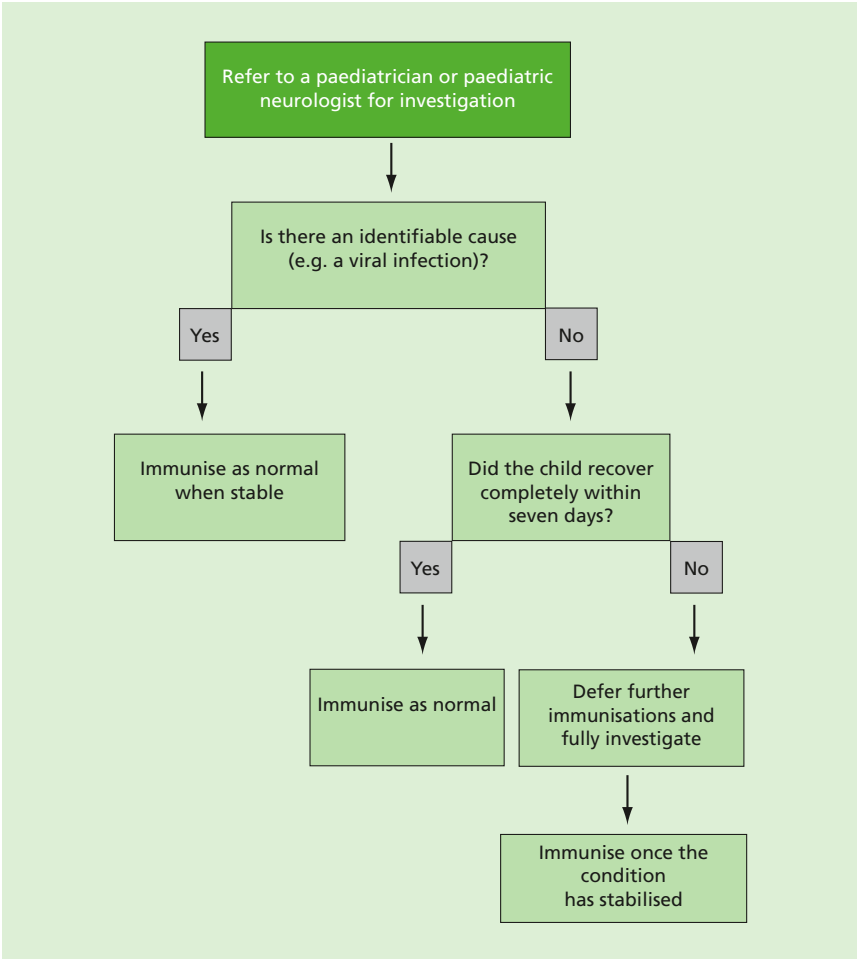 Refer to a paediatrician or paediatric
neurologist for investigation
Is there an identifiable cause
(e.g. a viral infection)?
Yes
No
Immunise as normal
when stable
Did the child recover
completely within
seven days?
Yes
No
Immunise as normal
Defer further
immunisations and
fully investigate
Immunise once the
condition
has stabilised